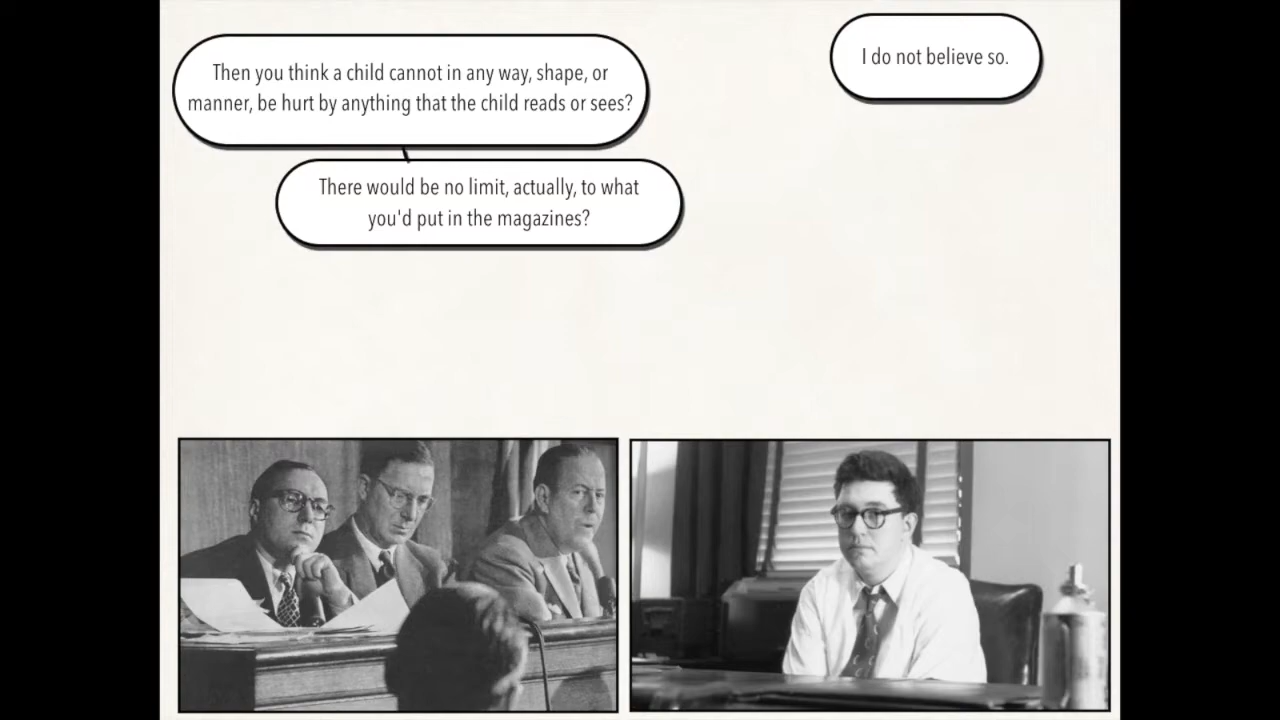 Then you think a child cannot in any way, shape, or
manner, be hurt by anything that the child reads or sees?
I do not believe so.
There would be no limit, actually, to what
you'd put in the magazines?